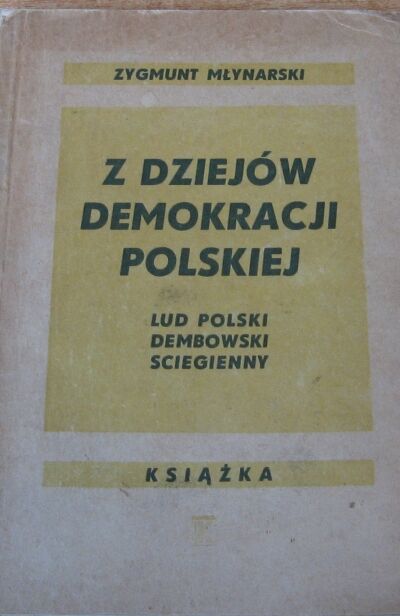 ZYGMUNT MŁYNARSKI
Z DZIEJÓW
DEMOKRACJI
POLSKIEJ
LUD POLSKI
DEMBOWSKI
SCIEGIENNY
KSIĄŻKA